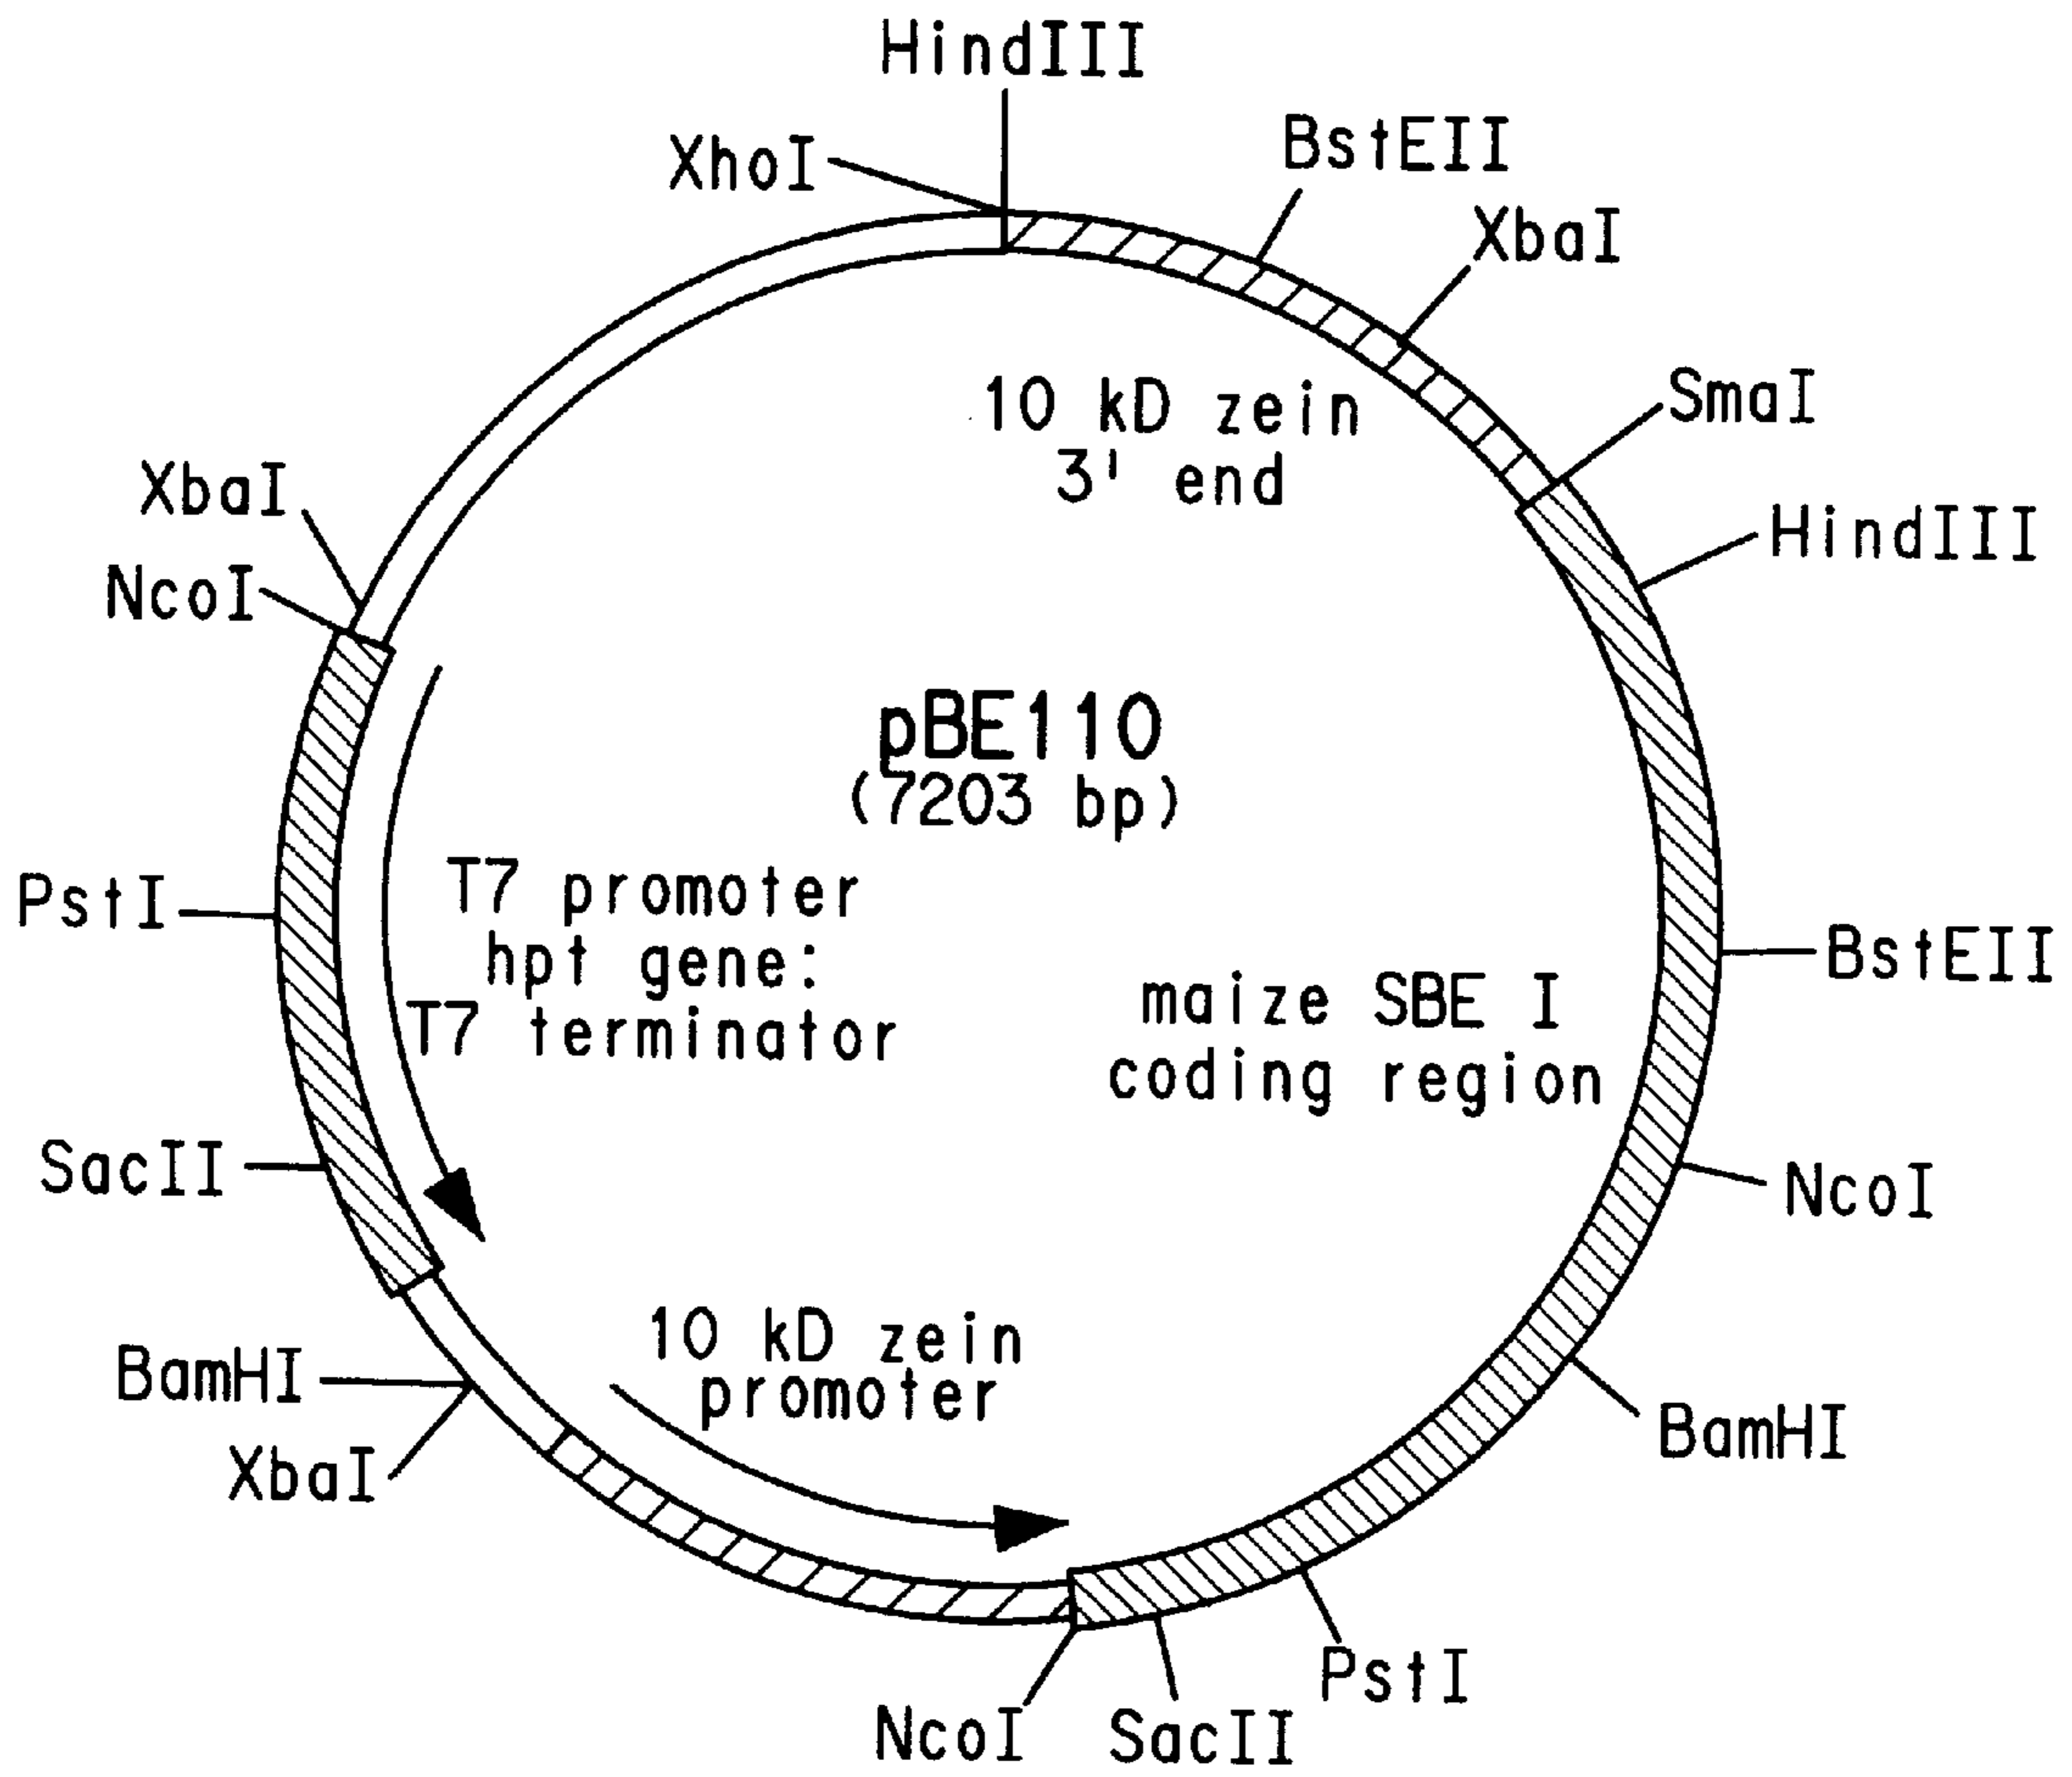 HindIII
BstEII
XhoI
XbaI
SmaI
10 kD zein
3' end
XbaI
HindIII
NcoI
pBE110
(7203 bp)
PstI
T7 promoter
hpt gene:
T7 terminator
BstEII
maize SBE I
coding region
SacII
NcoI
10 kD zein
promoter
BamHI
BamHI
XbaI
PstI
NcoI
SacII